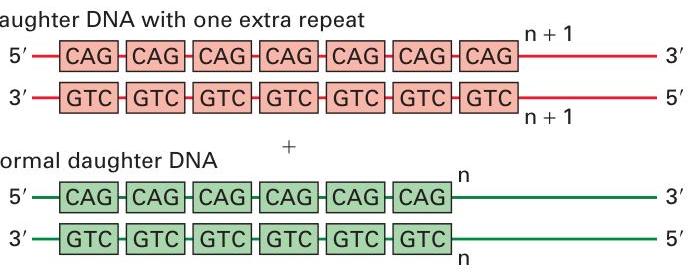 aughter DNA with one extra repeat
n + 1
5′ CAG CAG CAG CAG CAG CAG CAG 3′
3′ GTC GTC GTC GTC GTC GTC GTC 5′
n + 1
+
ormal daughter DNA
n
5′ CAG CAG CAG CAG CAG CAG 3′
3′ GTC GTC GTC GTC GTC GTC 5′
n